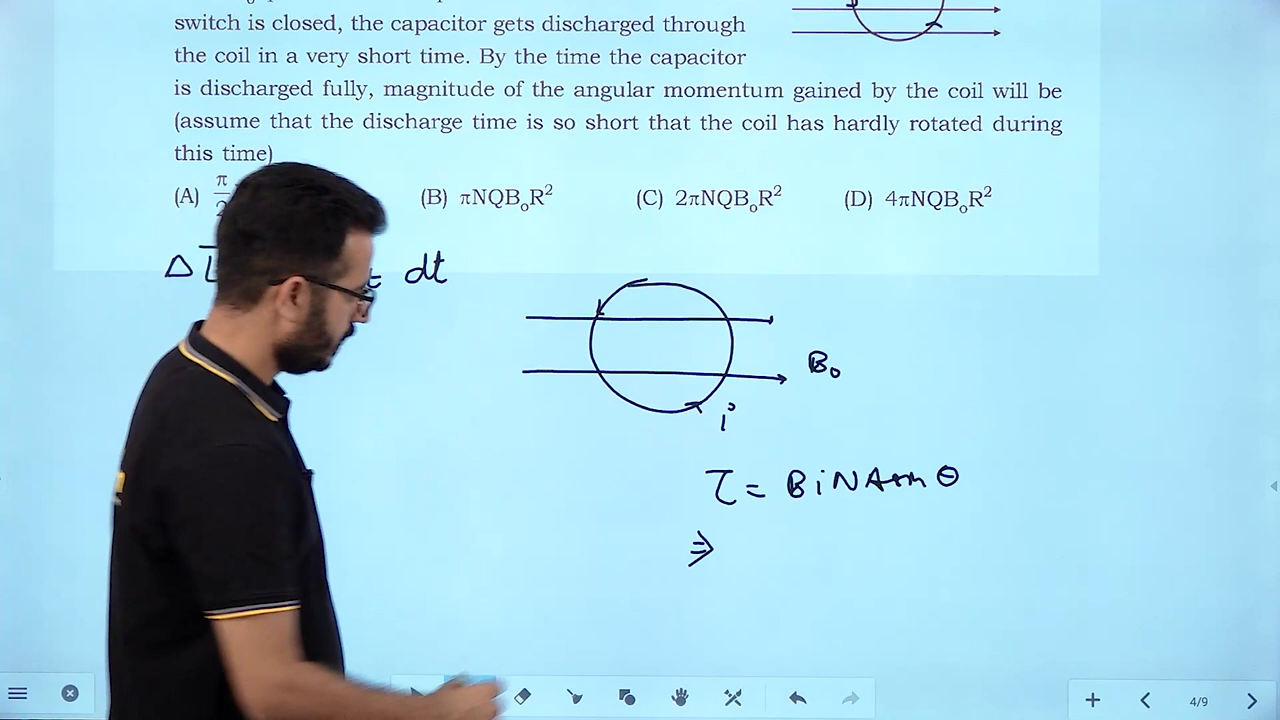 switch is closed, the capacitor gets discharged through
the coil in a very short time. By the time the capacitor
is discharged fully, magnitude of the angular momentum gained by the coil will be
(assume that the discharge time is so short that the coil has hardly rotated during
this time)
(A) π (B) πNQB₀R² (C) 2πNQB₀R² (D) 4πNQB₀R²
Δ dt
B₀
i
τ = BiNA sin θ
⇒
4/9